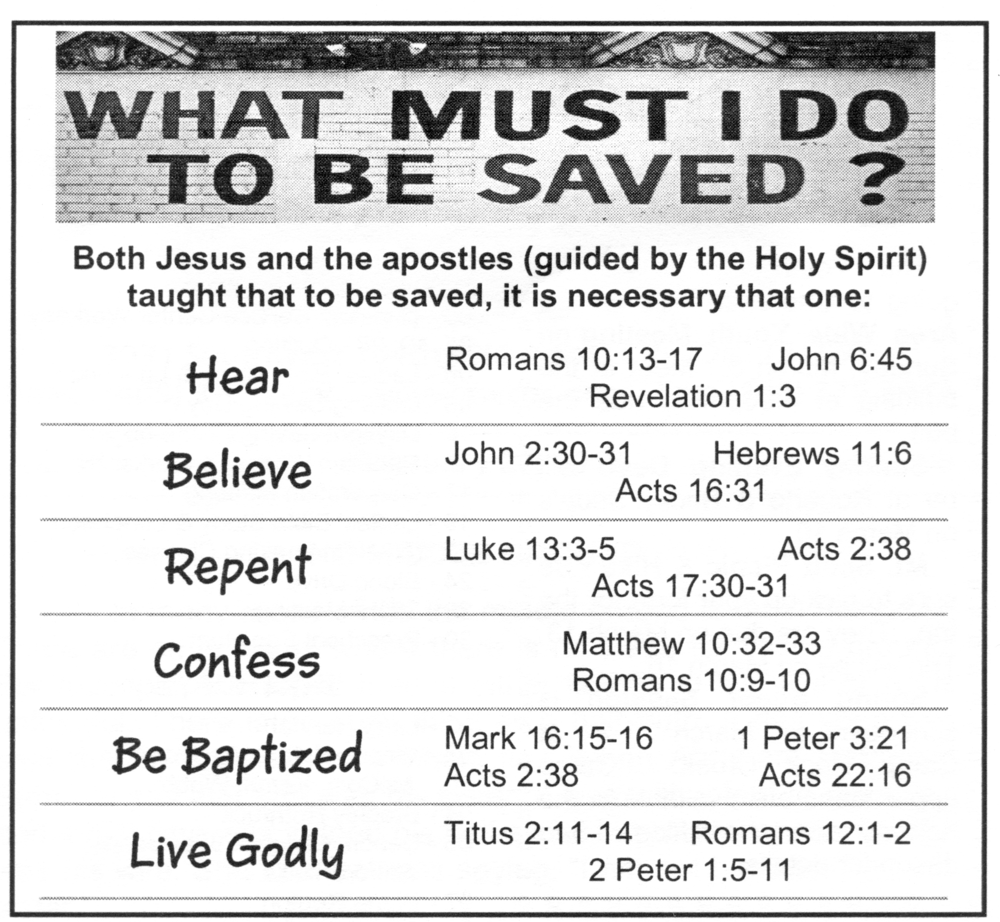 WHAT MUST I DO
TO BE SAVED ?
Both Jesus and the apostles (guided by the Holy Spirit)
taught that to be saved, it is necessary that one:
Hear
Romans 10:13-17 John 6:45
Revelation 1:3
Believe
John 2:30-31 Hebrews 11:6
Acts 16:31
Repent
Luke 13:3-5 Acts 2:38
Acts 17:30-31
Confess
Matthew 10:32-33
Romans 10:9-10
Be Baptized
Mark 16:15-16 1 Peter 3:21
Acts 2:38 Acts 22:16
Live Godly
Titus 2:11-14 Romans 12:1-2
2 Peter 1:5-11